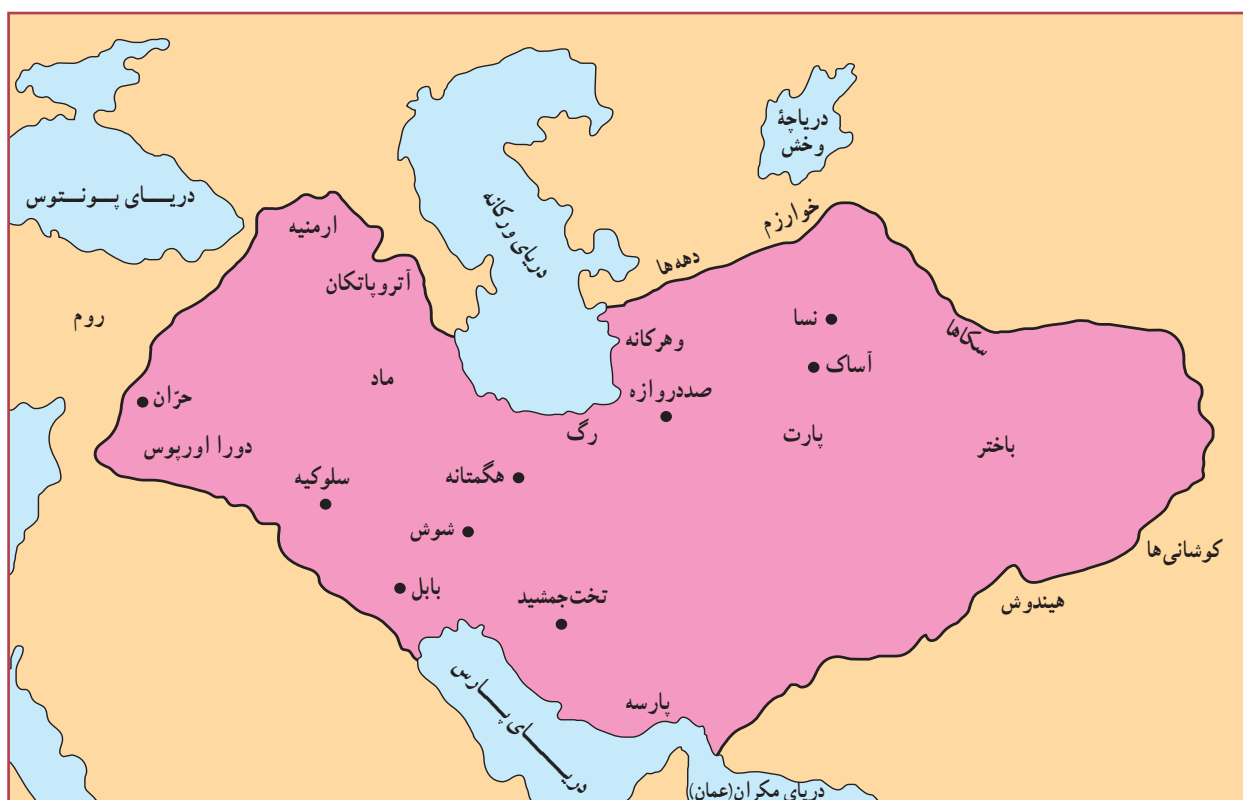 دریاچهٔ
وخش
دریای پونتوس
دریای ورکانه
خوارزم
دهه‌ها
ارمنیه
آتروپاتکان
روم
نسا
سکاها
وهرکانه
آساک
ماد
صددروازه
حرّان
رگ
پارت
باختر
دورا اورپوس
سلوکیه
هگمتانه
شوش
کوشانی‌ها
بابل
تخت‌جمشید
هیندوش
دریای پارس
پارسه
دریای مکران(عمان)